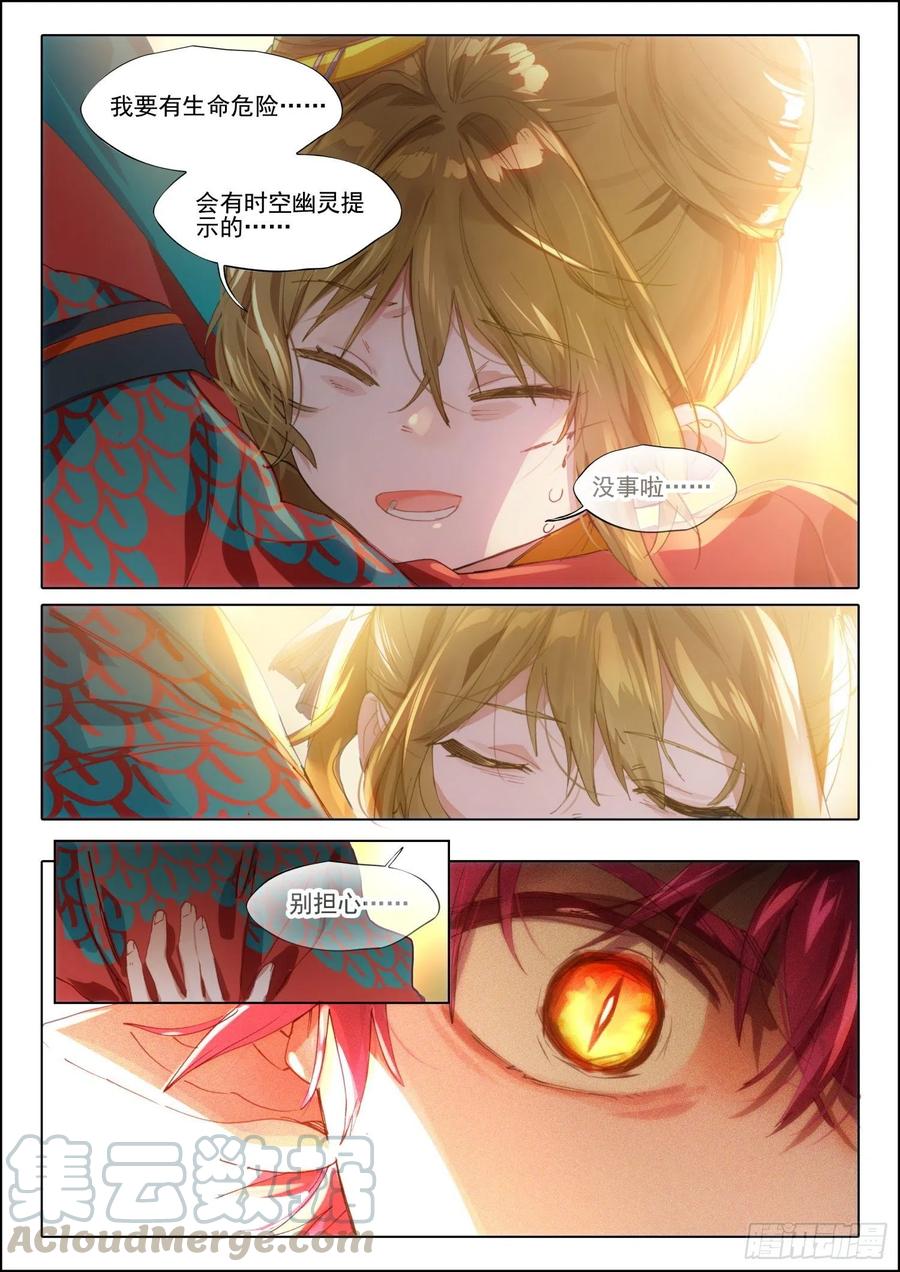 我要有生命危险……
会有时空幽灵提
示的……
没事啦……
别担心……
集云数据
ACloudMerge.com
腾讯动漫